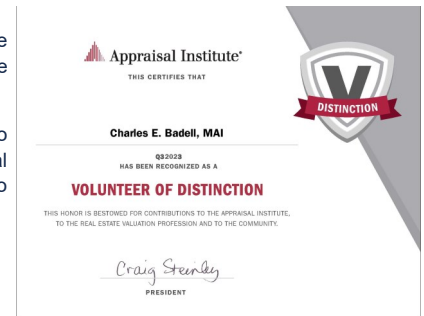 e
e
o
al
o
Appraisal Institute®
THIS CERTIFIES THAT
V
DISTINCTION
Charles E. Badell, MAI
Q32023
HAS BEEN RECOGNIZED AS A
VOLUNTEER OF DISTINCTION
THIS HONOR IS BESTOWED FOR CONTRIBUTIONS TO THE APPRAISAL INSTITUTE,
TO THE REAL ESTATE VALUATION PROFESSION AND TO THE COMMUNITY.
Craig Steinley
PRESIDENT